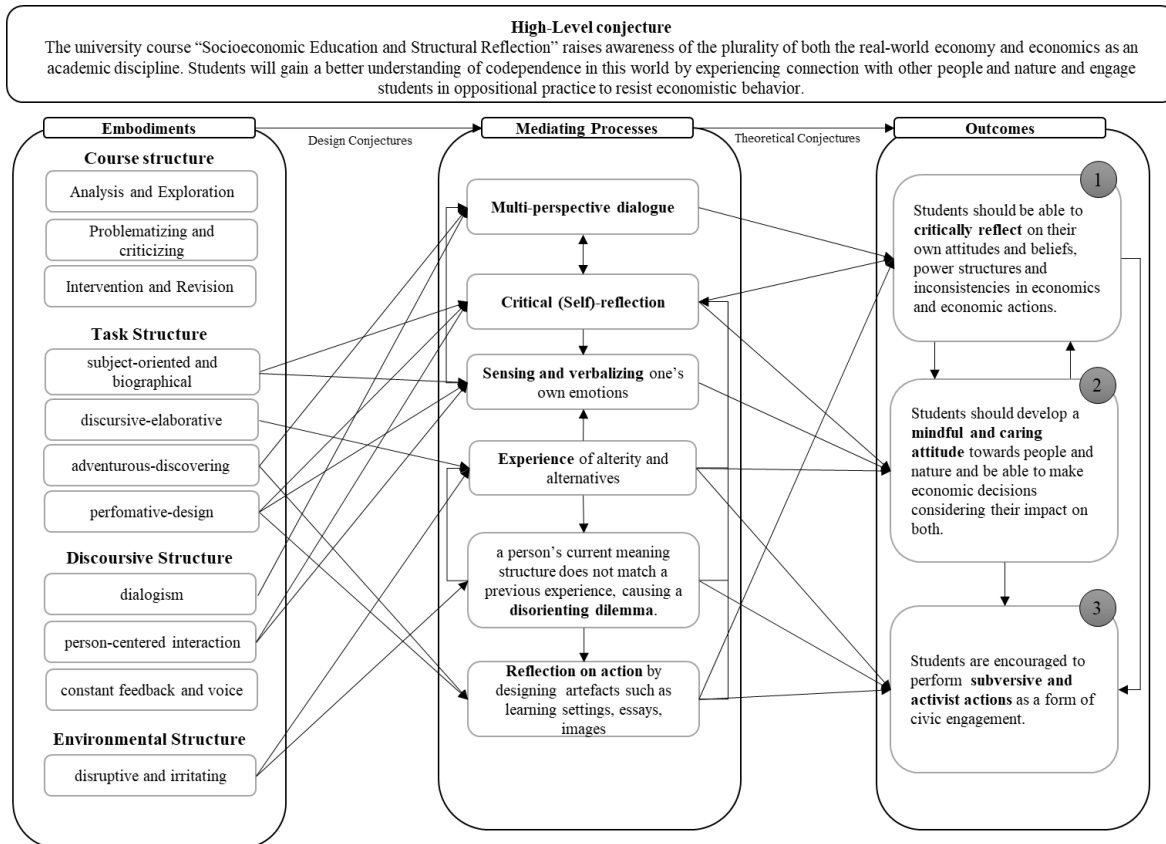 High-Level conjecture
The university course “Socioeconomic Education and Structural Reflection” raises awareness of the plurality of both the real-world economy and economics as an
academic discipline. Students will gain a better understanding of codependence in this world by experiencing connection with other people and nature and engage
students in oppositional practice to resist economistic behavior.
Embodiments
Design Conjectures
Mediating Processes
Theoretical Conjectures
Outcomes
Course structure
Analysis and Exploration
Problematizing and
criticizing
Intervention and Revision
Task Structure
subject-oriented and
biographical
discursive-elaborative
adventurous-discovering
perfomative-design
Discoursive Structure
dialogism
person-centered interaction
constant feedback and voice
Environmental Structure
disruptive and irritating
Multi-perspective dialogue
Critical (Self)-reflection
Sensing and verbalizing one’s
own emotions
Experience of alterity and
alternatives
a person’s current meaning
structure does not match a
previous experience, causing a
disorienting dilemma.
Reflection on action by
designing artefacts such as
learning settings, essays,
images
1
Students should be able to
critically reflect on their
own attitudes and beliefs,
power structures and
inconsistencies in economics
and economic actions.
2
Students should develop a
mindful and caring
attitude towards people and
nature and be able to make
economic decisions
considering their impact on
both.
3
Students are encouraged to
perform subversive and
activist actions as a form of
civic engagement.